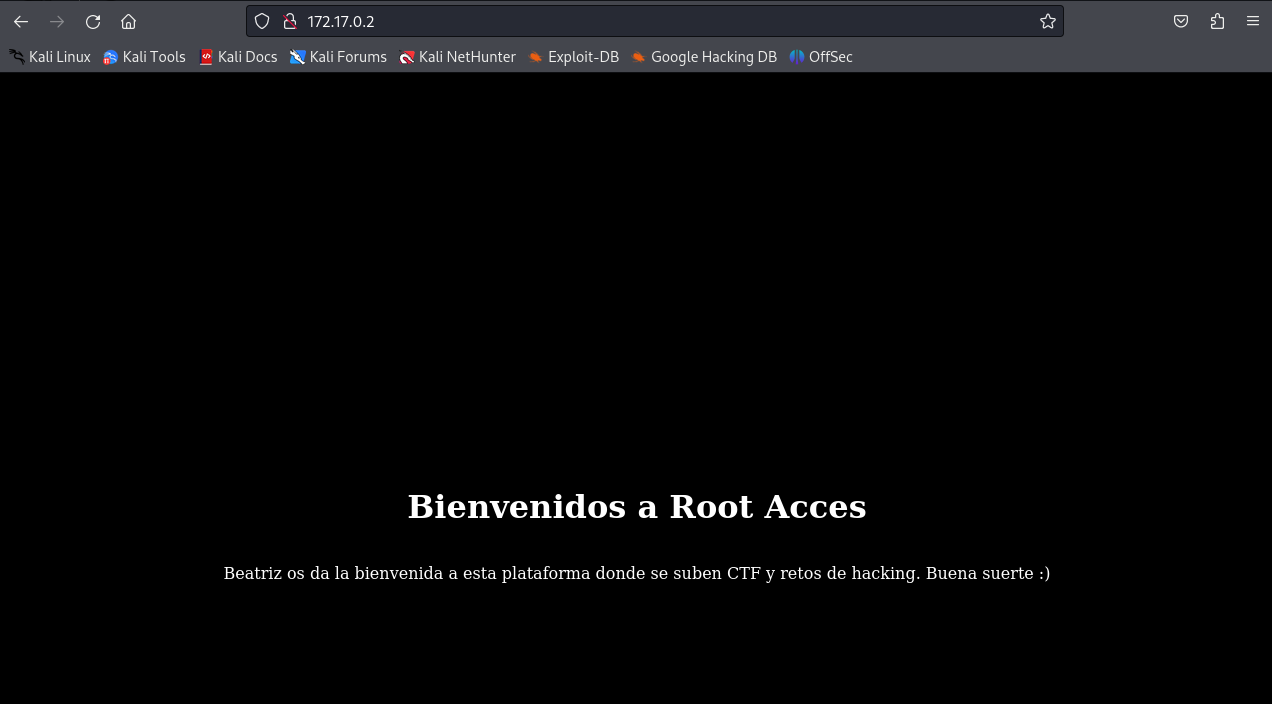 172.17.0.2
Kali Linux Kali Tools Kali Docs Kali Forums Kali NetHunter Exploit-DB Google Hacking DB OffSec
Bienvenidos a Root Acces
Beatriz os da la bienvenida a esta plataforma donde se suben CTF y retos de hacking. Buena suerte :)